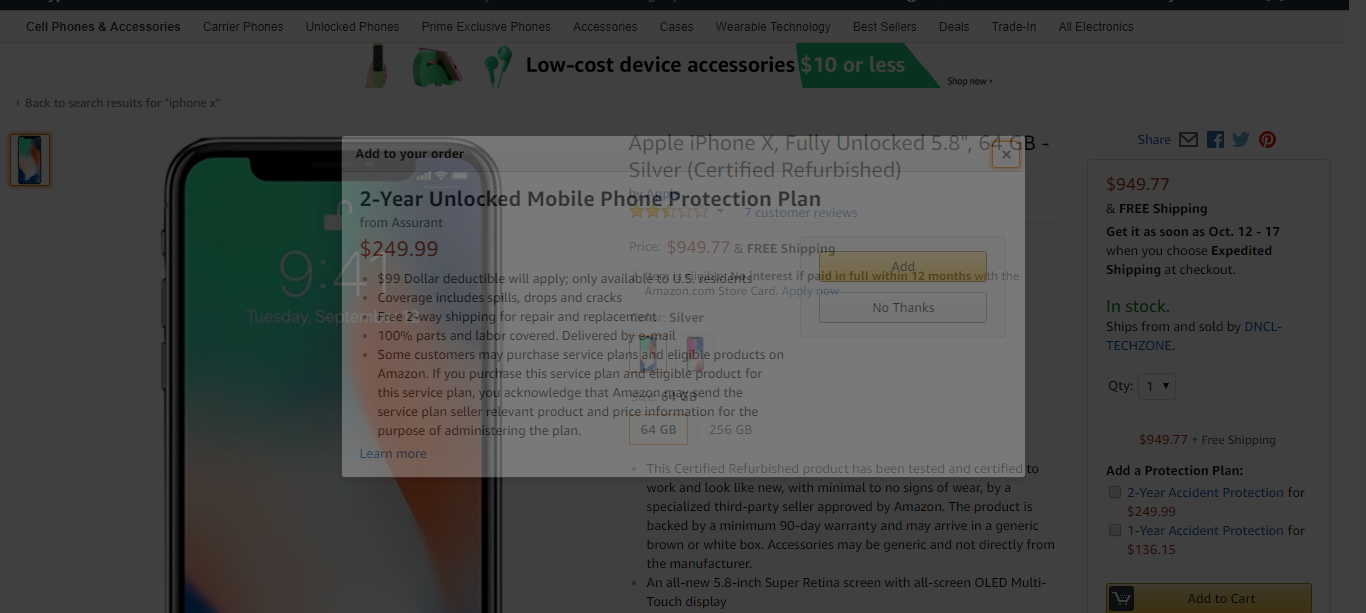 Cell Phones & Accessories Carrier Phones Unlocked Phones Prime Exclusive Phones Accessories Cases Wearable Technology Best Sellers Deals Trade-In All Electronics
Low-cost device accessories $10 or less
Shop now ›
‹ Back to search results for "iphone x"
9:41
Tuesday, September 12
Add to your order
×
2-Year Unlocked Mobile Phone Protection Plan
from Assurant
$249.99
• $99 Dollar deductible will apply; only available to U.S. residents
• Coverage includes spills, drops and cracks
• Free 2-way shipping for repair and replacement
• 100% parts and labor covered. Delivered by e-mail
• Some customers may purchase service plans and eligible products on
Amazon. If you purchase this service plan and eligible product for
this service plan, you acknowledge that Amazon may send the
service plan seller relevant product and price information for the
purpose of administering the plan.
Learn more
Add
No Thanks
Apple iPhone X, Fully Unlocked 5.8", 64 GB -
Silver (Certified Refurbished)
by Apple
7 customer reviews
Price: $949.77 & FREE Shipping
Item is eligible: No interest if paid in full within 12 months with the
Amazon.com Store Card. Apply now
Color: Silver
Size: 64 GB
64 GB 256 GB
• This Certified Refurbished product has been tested and certified to
work and look like new, with minimal to no signs of wear, by a
specialized third-party seller approved by Amazon. The product is
backed by a minimum 90-day warranty and may arrive in a generic
brown or white box. Accessories may be generic and not directly from
the manufacturer.
• An all-new 5.8-inch Super Retina screen with all-screen OLED Multi-
Touch display
Share
$949.77
& FREE Shipping
Get it as soon as Oct. 12 - 17
when you choose Expedited
Shipping at checkout.
In stock.
Ships from and sold by DNCL-
TECHZONE.
Qty: 1
$949.77 + Free Shipping
Add a Protection Plan:
2-Year Accident Protection for
$249.99
1-Year Accident Protection for
$136.15
Add to Cart